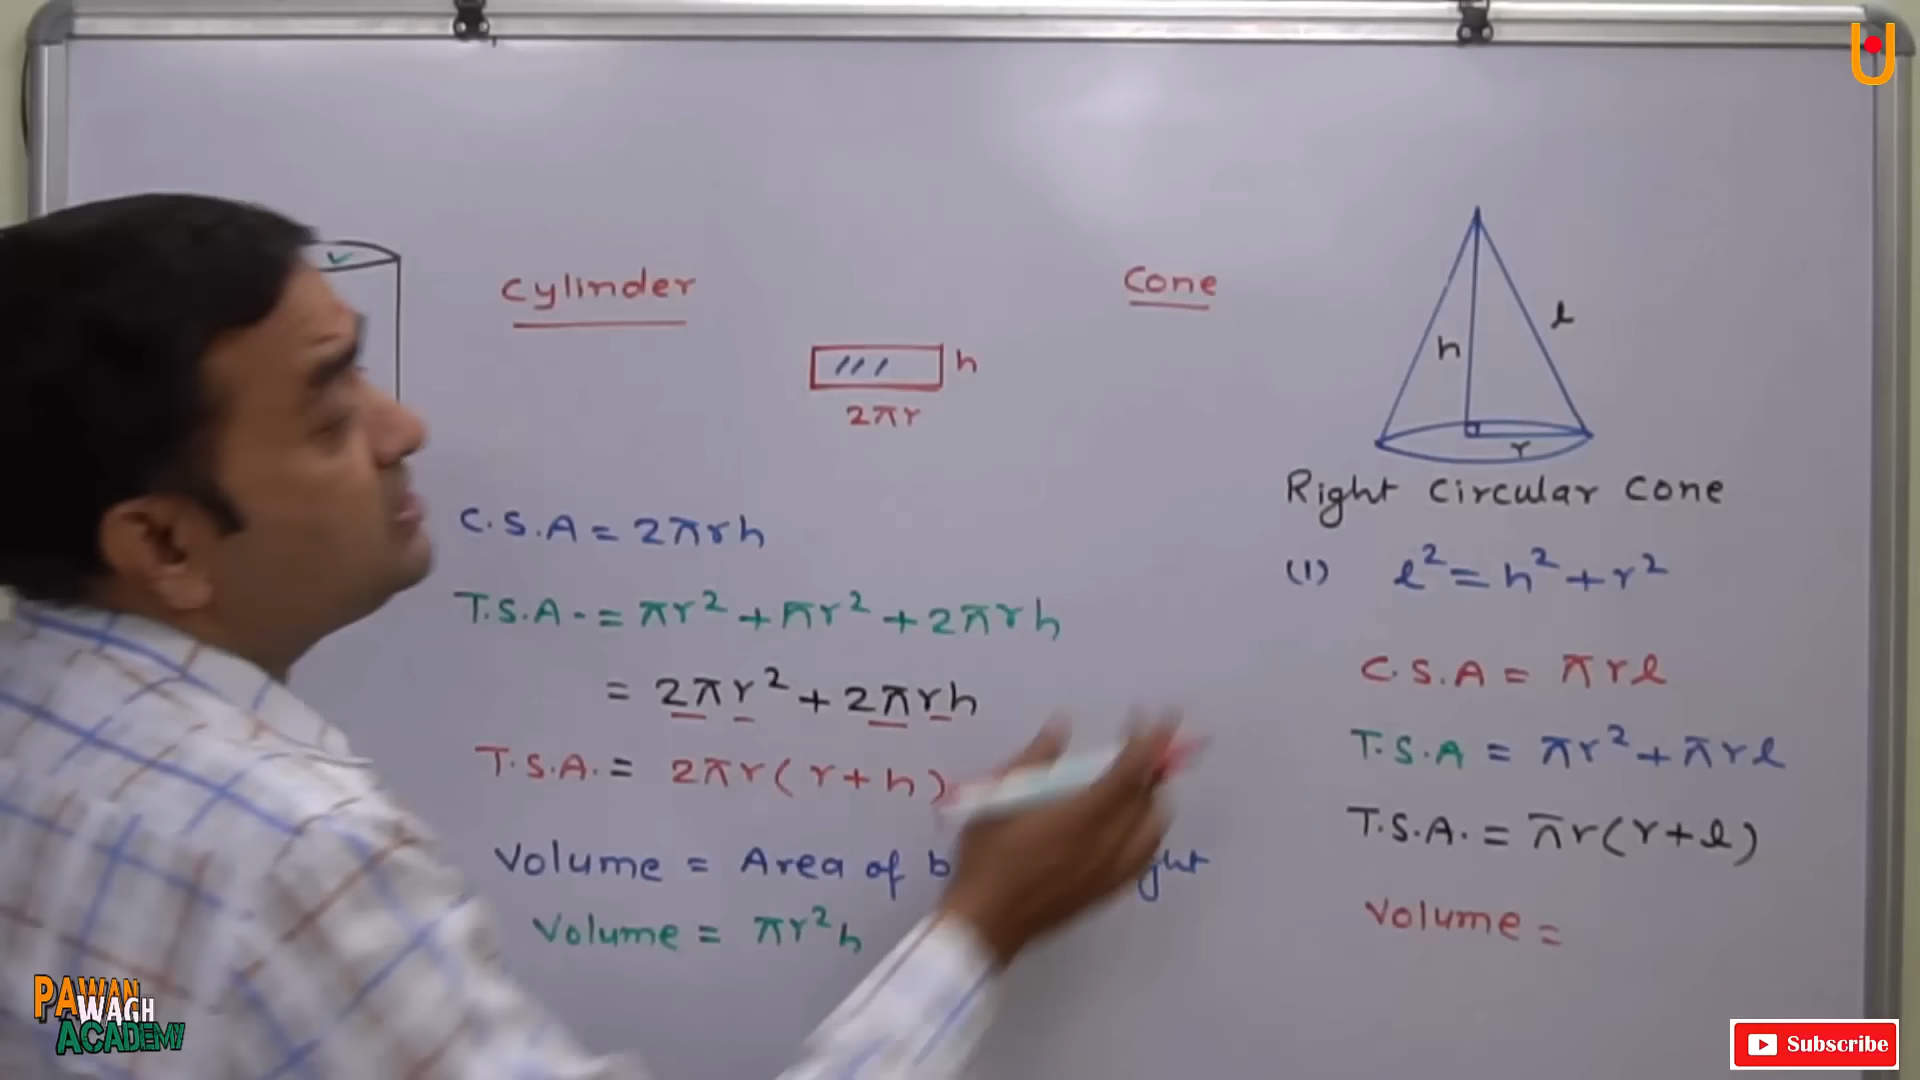 Cylinder
h
2πr
C.S.A = 2πrh
T.S.A. = πr² + πr² + 2πrh
= 2πr² + 2πrh
T.S.A. = 2πr(r+h)
Volume = Area of
Volume = πr²h
Cone
h
l
r
Right Circular Cone
(1) l² = h² + r²
C.S.A = πrl
T.S.A = πr² + πrl
T.S.A. = πr(r+l)
Volume =
PAWAN
WAGH
ACADEMY
Subscribe